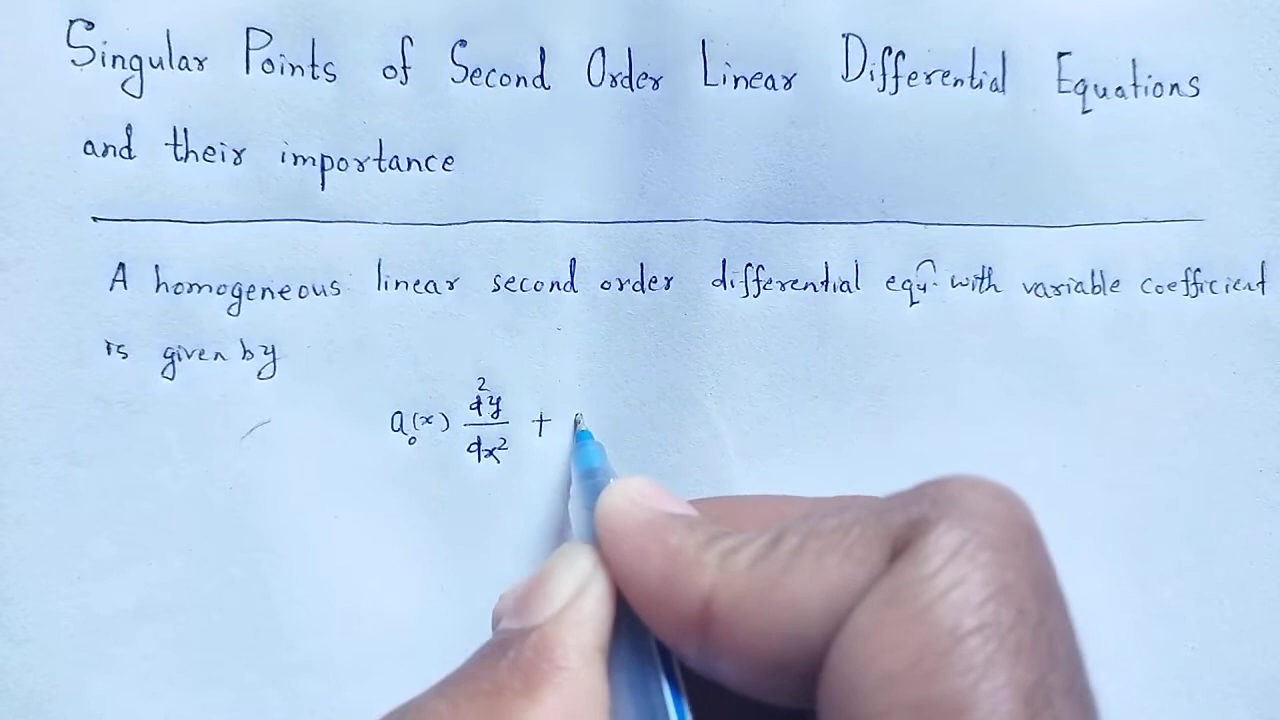 Singular Points of Second Order Linear Differential Equations
and their importance
A homogeneous linear second order differential equn. with variable coefficient
is given by
a₀(x) d²y/dx² +